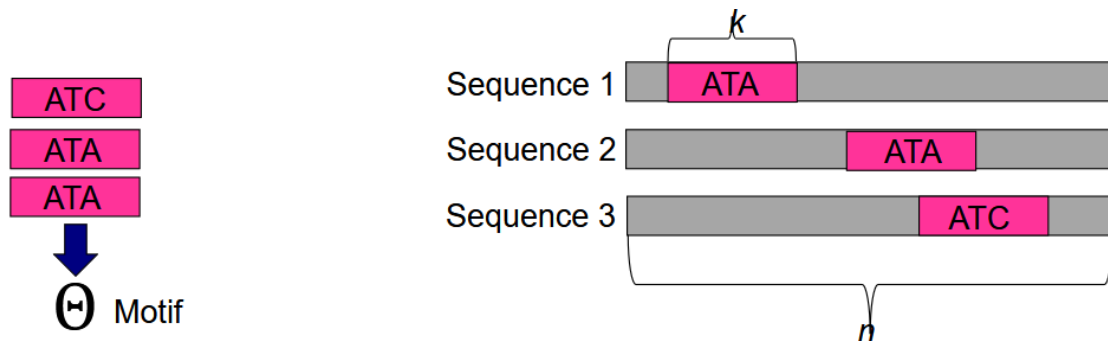 ATC
ATA
ATA
Θ Motif
k
Sequence 1 ATA
Sequence 2 ATA
Sequence 3 ATC
n